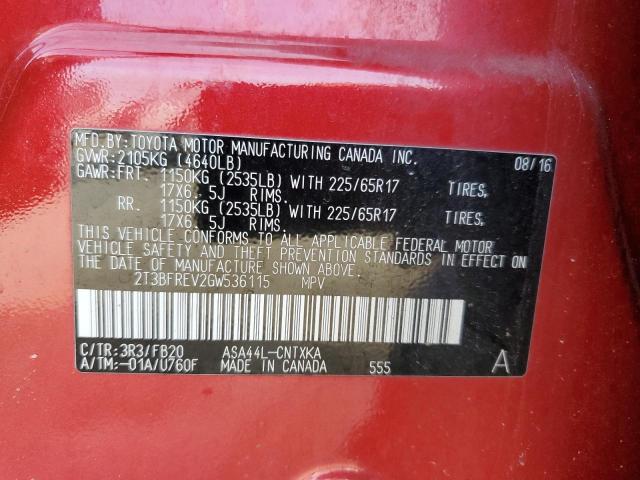 MFD.BY:TOYOTA MOTOR MANUFACTURING CANADA INC. 08/16
GVWR:2105KG (4640LB)
GAWR:FRT. 1150KG (2535LB) WITH 225/65R17 TIRES,
17X6. 5J RIMS.
RR. 1150KG (2535LB) WITH 225/65R17 TIRES,
17X6. 5J RIMS.
THIS VEHICLE CONFORMS TO ALL APPLICABLE FEDERAL MOTOR
VEHICLE SAFETY AND THEFT PREVENTION STANDARDS IN EFFECT ON
THE DATE OF MANUFACTURE SHOWN ABOVE.
2T3BFREV2GW536115 MPV
C/TR:3R3/FB20 ASA44L-CNTXKA
A/TM:-01A/U760F MADE IN CANADA 555 A